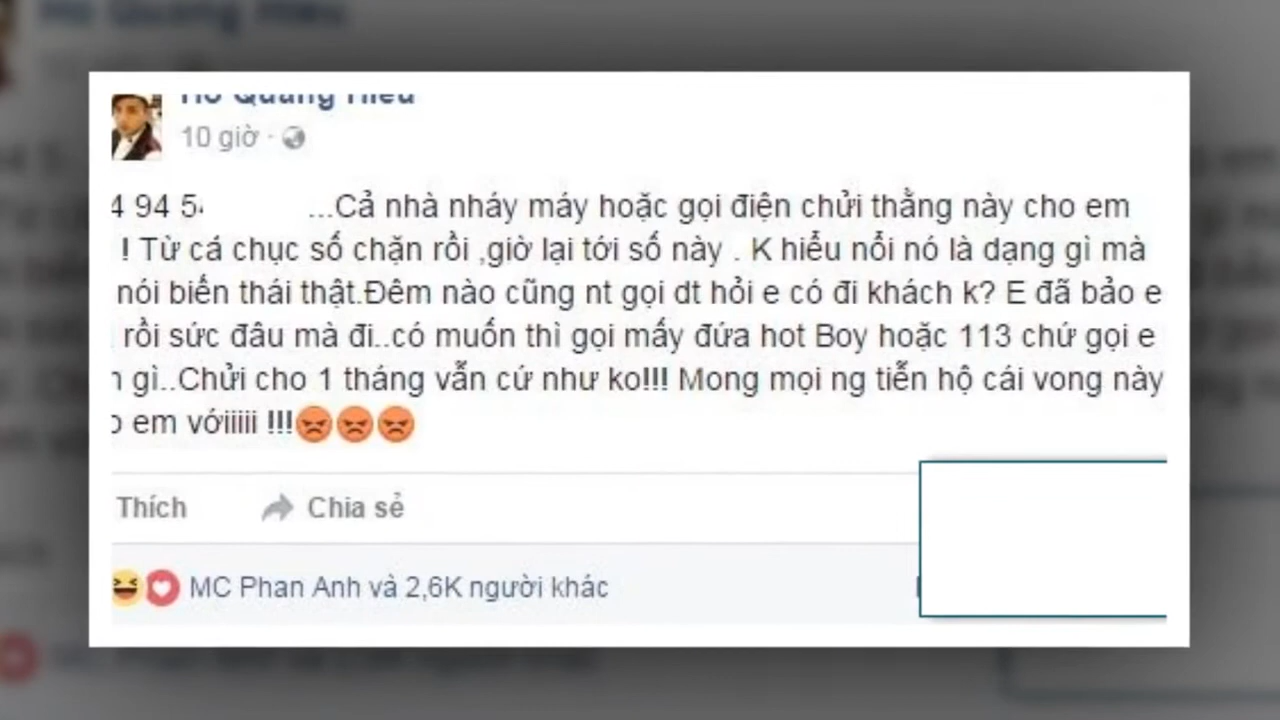 Hồ Quang Hiếu
10 giờ ·
4 94 5 ...Cả nhà nháy máy hoặc gọi điện chửi thằng này cho em
! Từ cá chục số chặn rồi ,giờ lại tới số này . K hiểu nổi nó là dạng gì mà
nói biến thái thật.Đêm nào cũng nt gọi dt hỏi e có đi khách k? E đã bảo e
rồi sức đâu mà đi..có muốn thì gọi mấy đứa hot Boy hoặc 113 chứ gọi e
gì..Chửi cho 1 tháng vẫn cứ như ko!!! Mong mọi ng tiễn hộ cái vong này
em vớiiiii !!!😡😡😡
Thích Chia sẻ
MC Phan Anh và 2,6K người khác